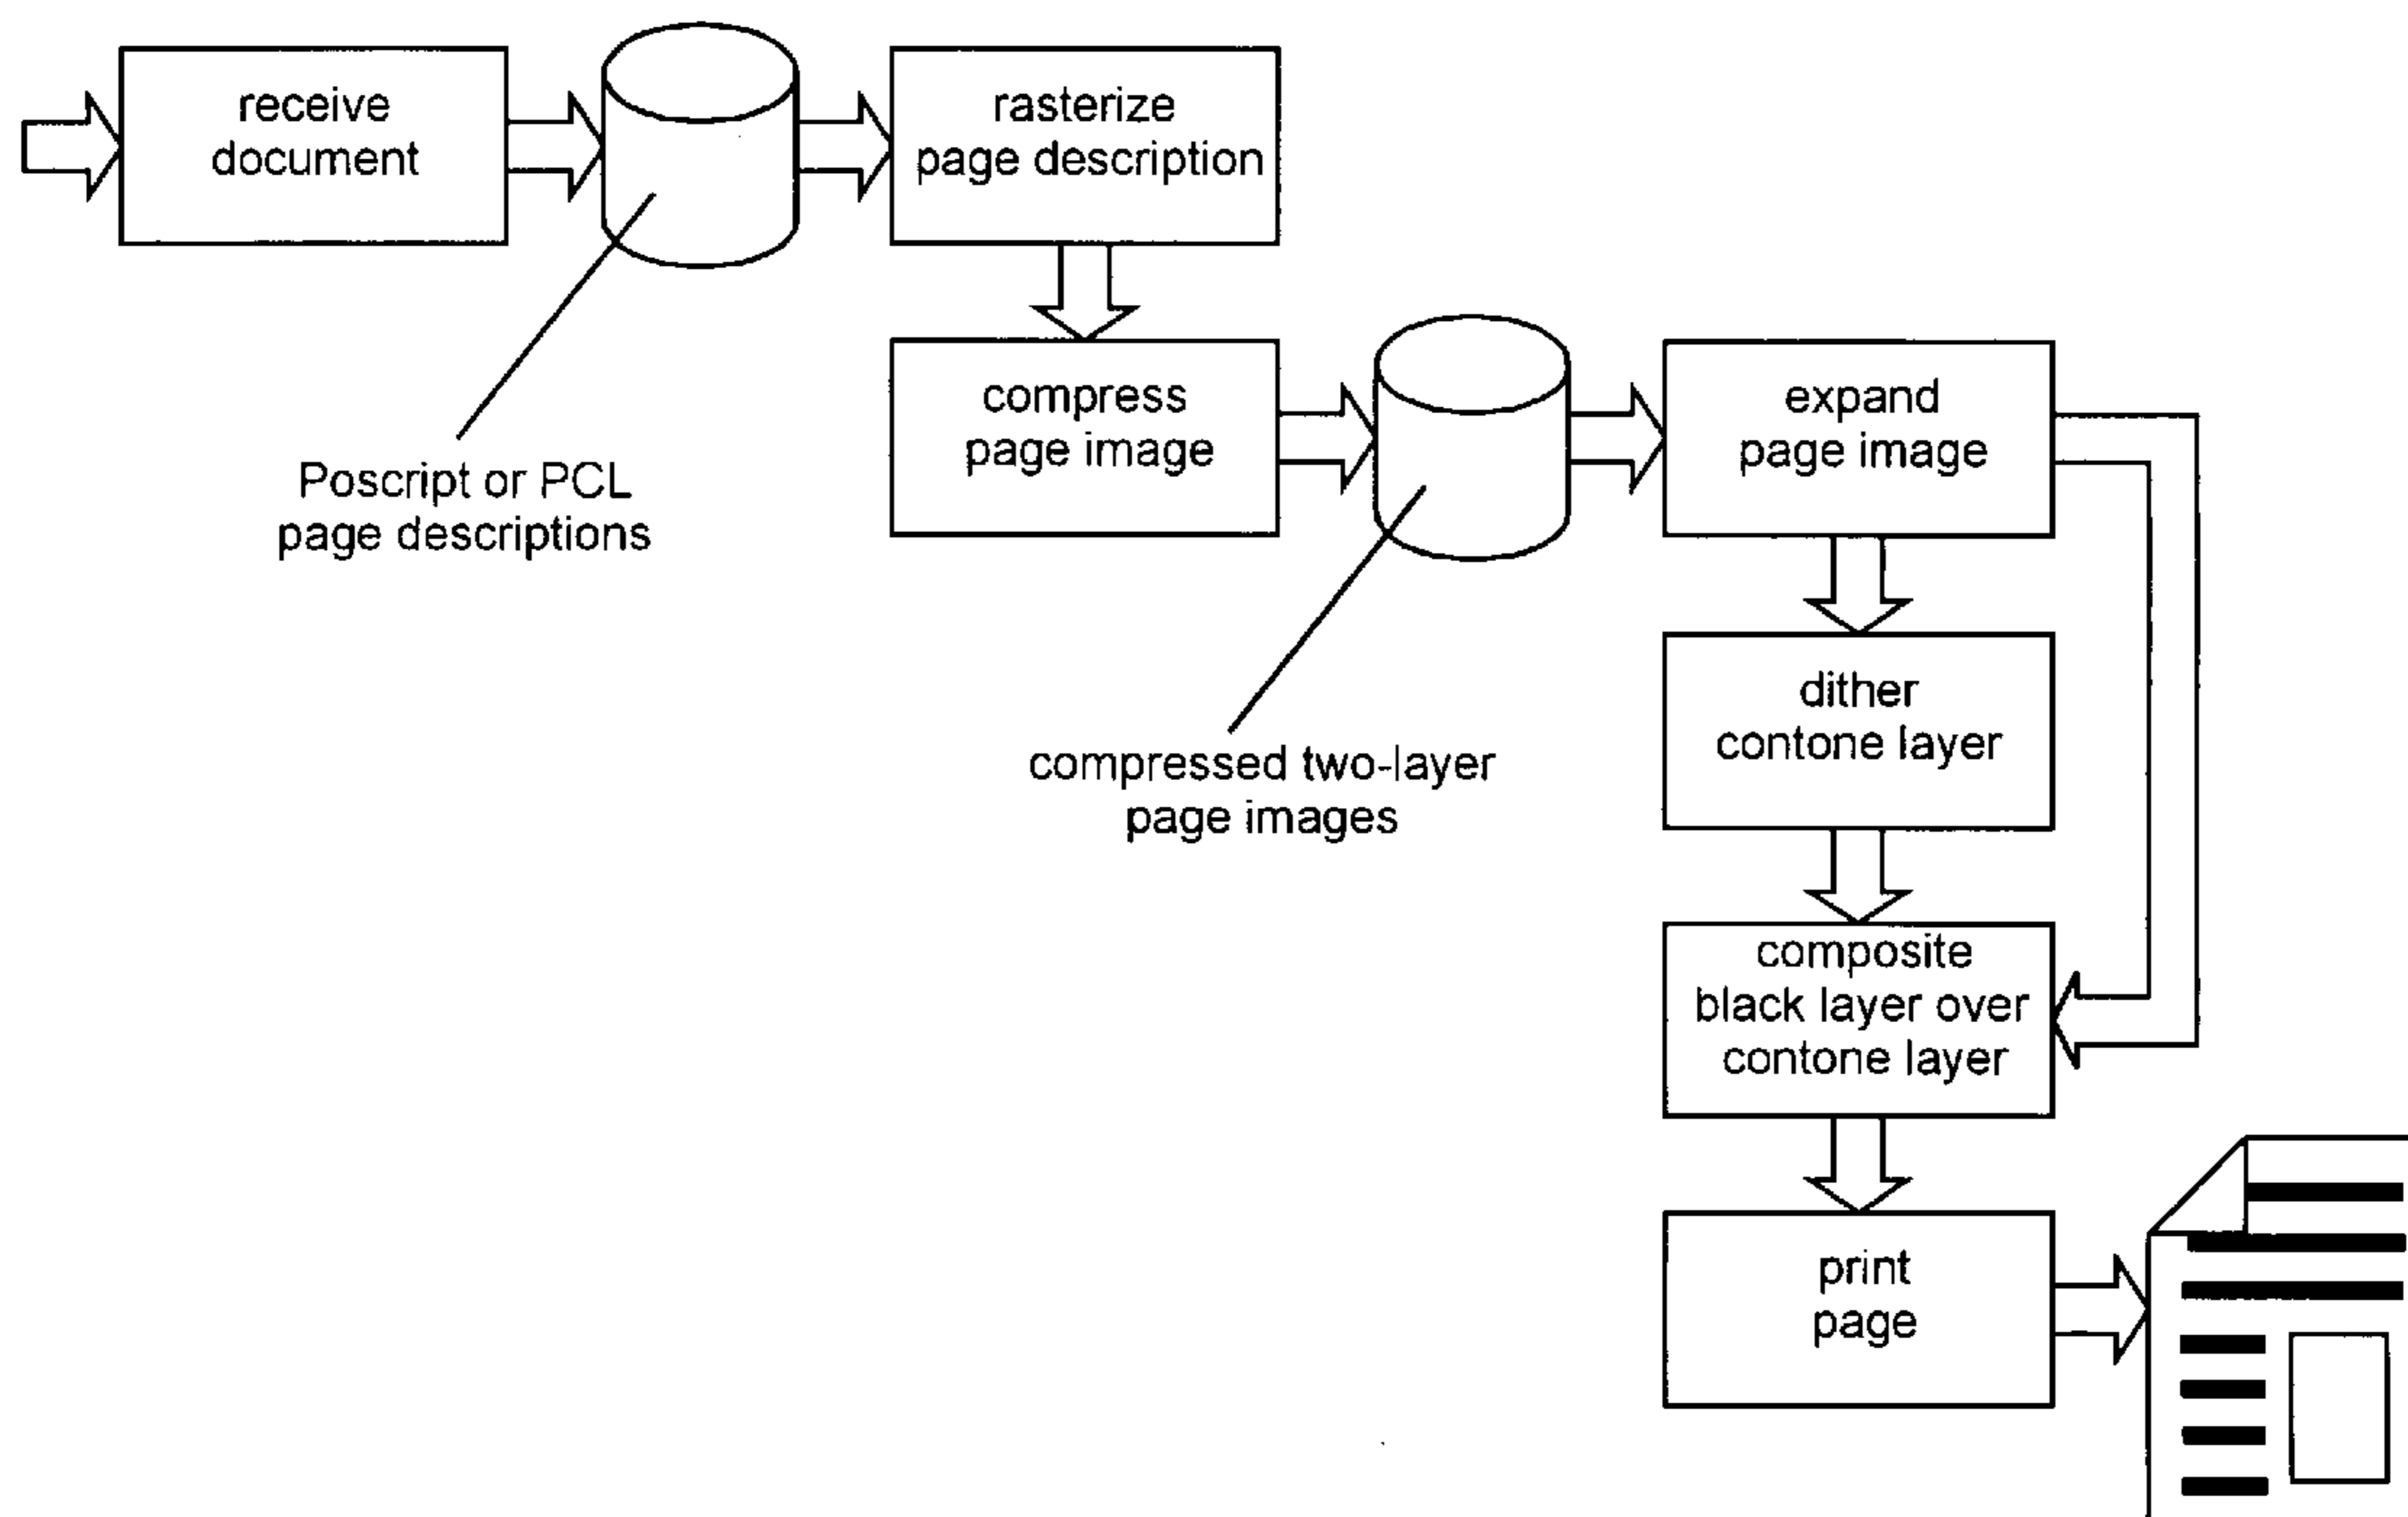 receive
document
rasterize
page description
compress
page image
expand
page image
Poscript or PCL
page descriptions
dither
contone layer
compressed two-layer
page images
composite
black layer over
contone layer
print
page